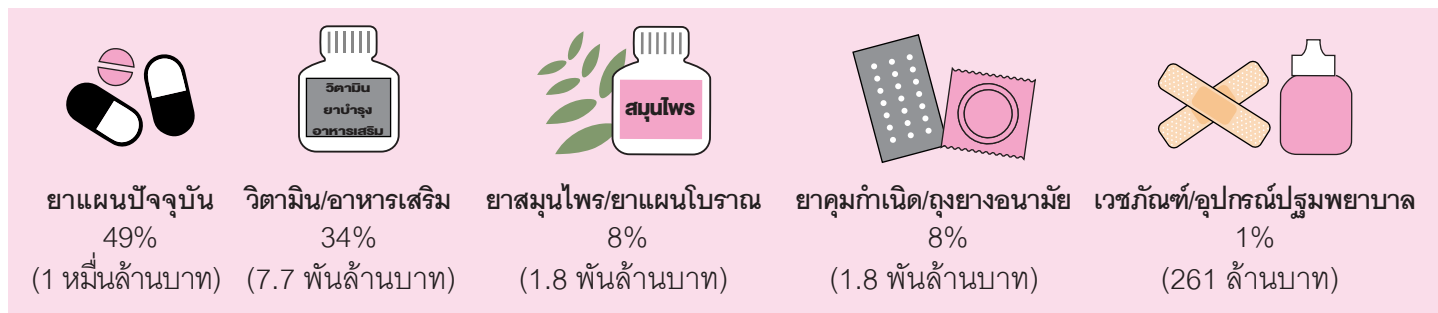 วิตามิน
ยาบำรุง
อาหารเสริม
สมุนไพร
ยาแผนปัจจุบัน
49%
(1 หมื่นล้านบาท)
วิตามิน/อาหารเสริม
34%
(7.7 พันล้านบาท)
ยาสมุนไพร/ยาแผนโบราณ
8%
(1.8 พันล้านบาท)
ยาคุมกำเนิด/ถุงยางอนามัย
8%
(1.8 พันล้านบาท)
เวชภัณฑ์/อุปกรณ์ปฐมพยาบาล
1%
(261 ล้านบาท)